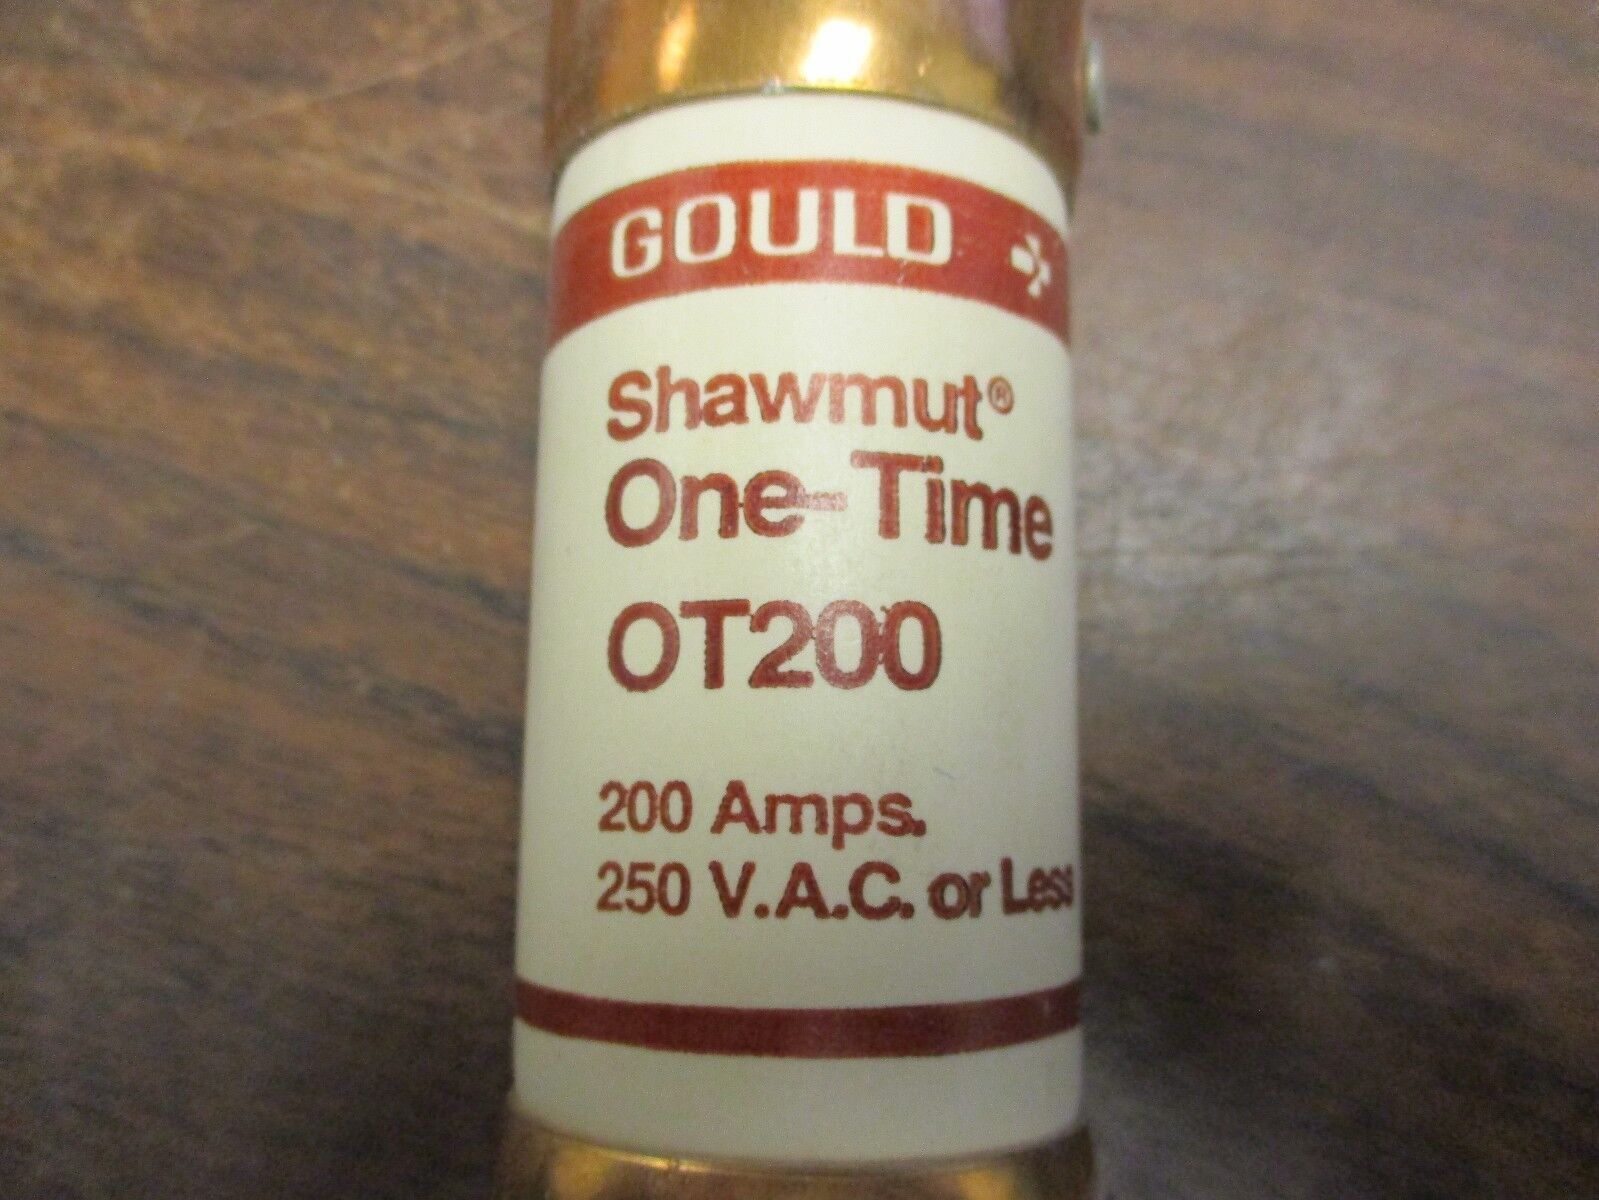 GOULD
Shawmut®
One-Time
OT200
200 Amps.
250 V.A.C. or Less